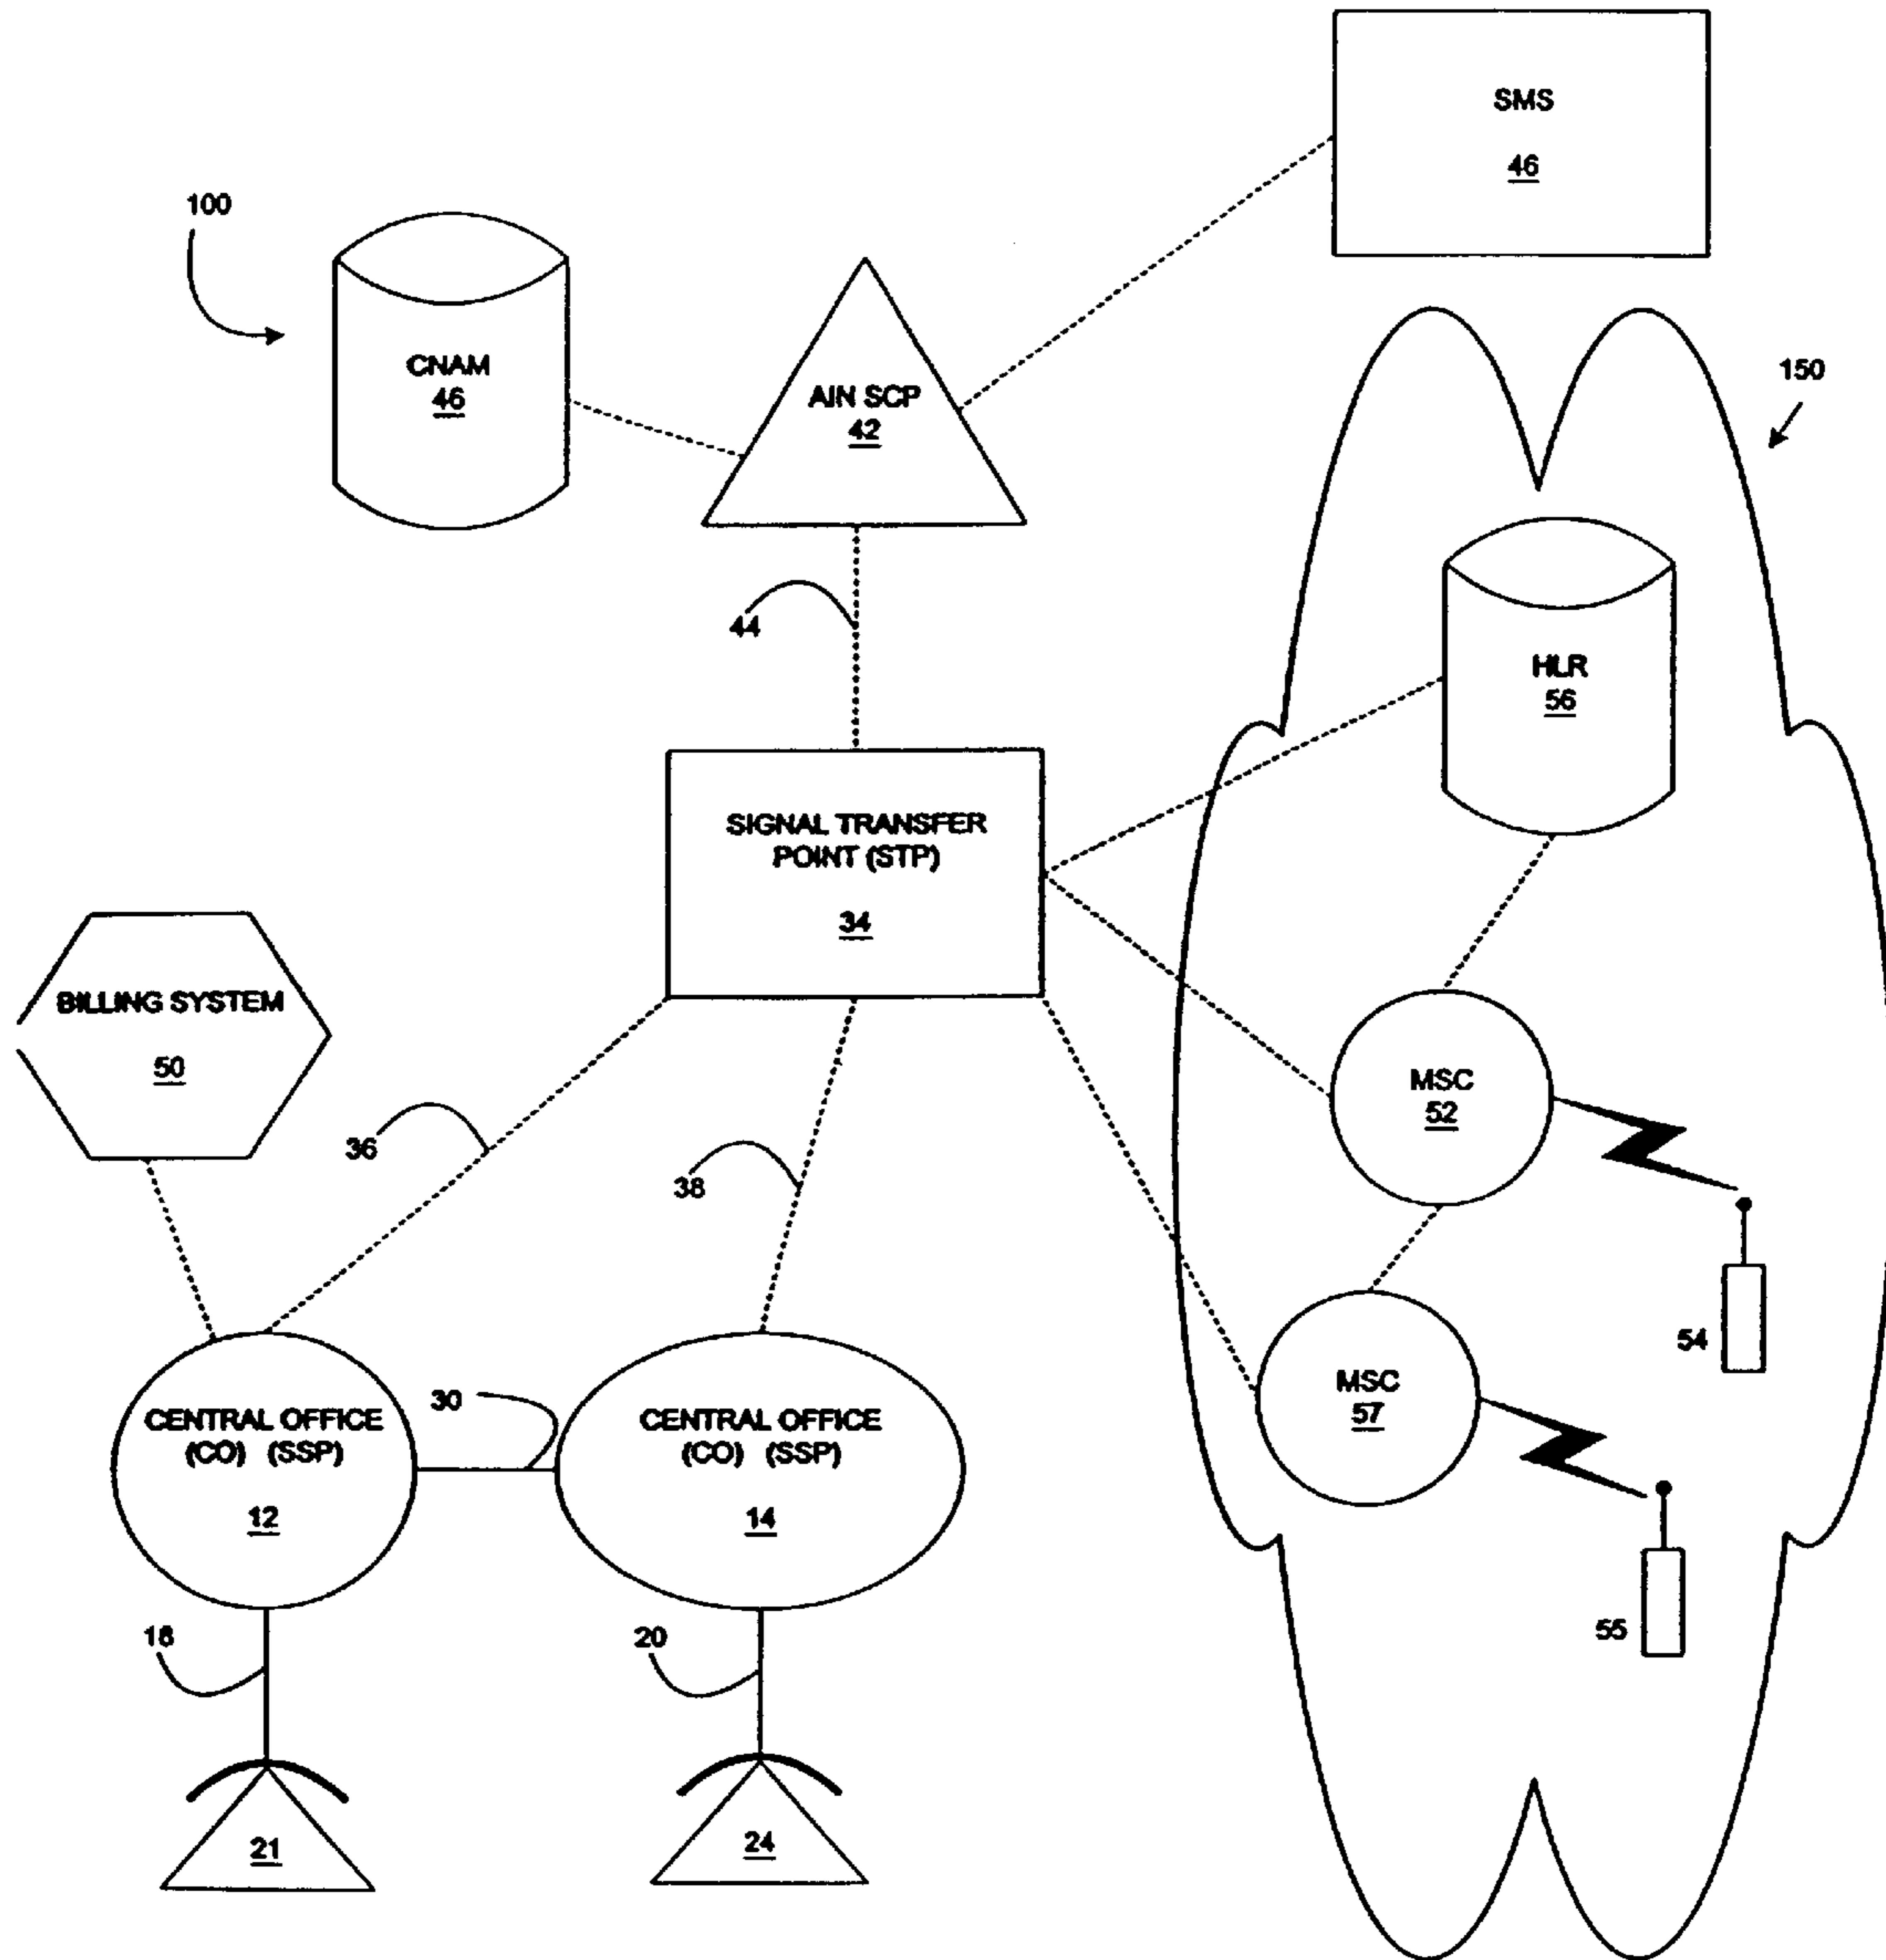 SMS
46
100
CNAM
46
AIN SCP
42
150
44
HLR
56
SIGNAL TRANSFER
POINT (STP)
34
BILLING SYSTEM
50
MSC
52
36
38
54
MSC
57
30
CENTRAL OFFICE
(CO) (SSP)
12
CENTRAL OFFICE
(CO) (SSP)
14
18
20
55
21
24